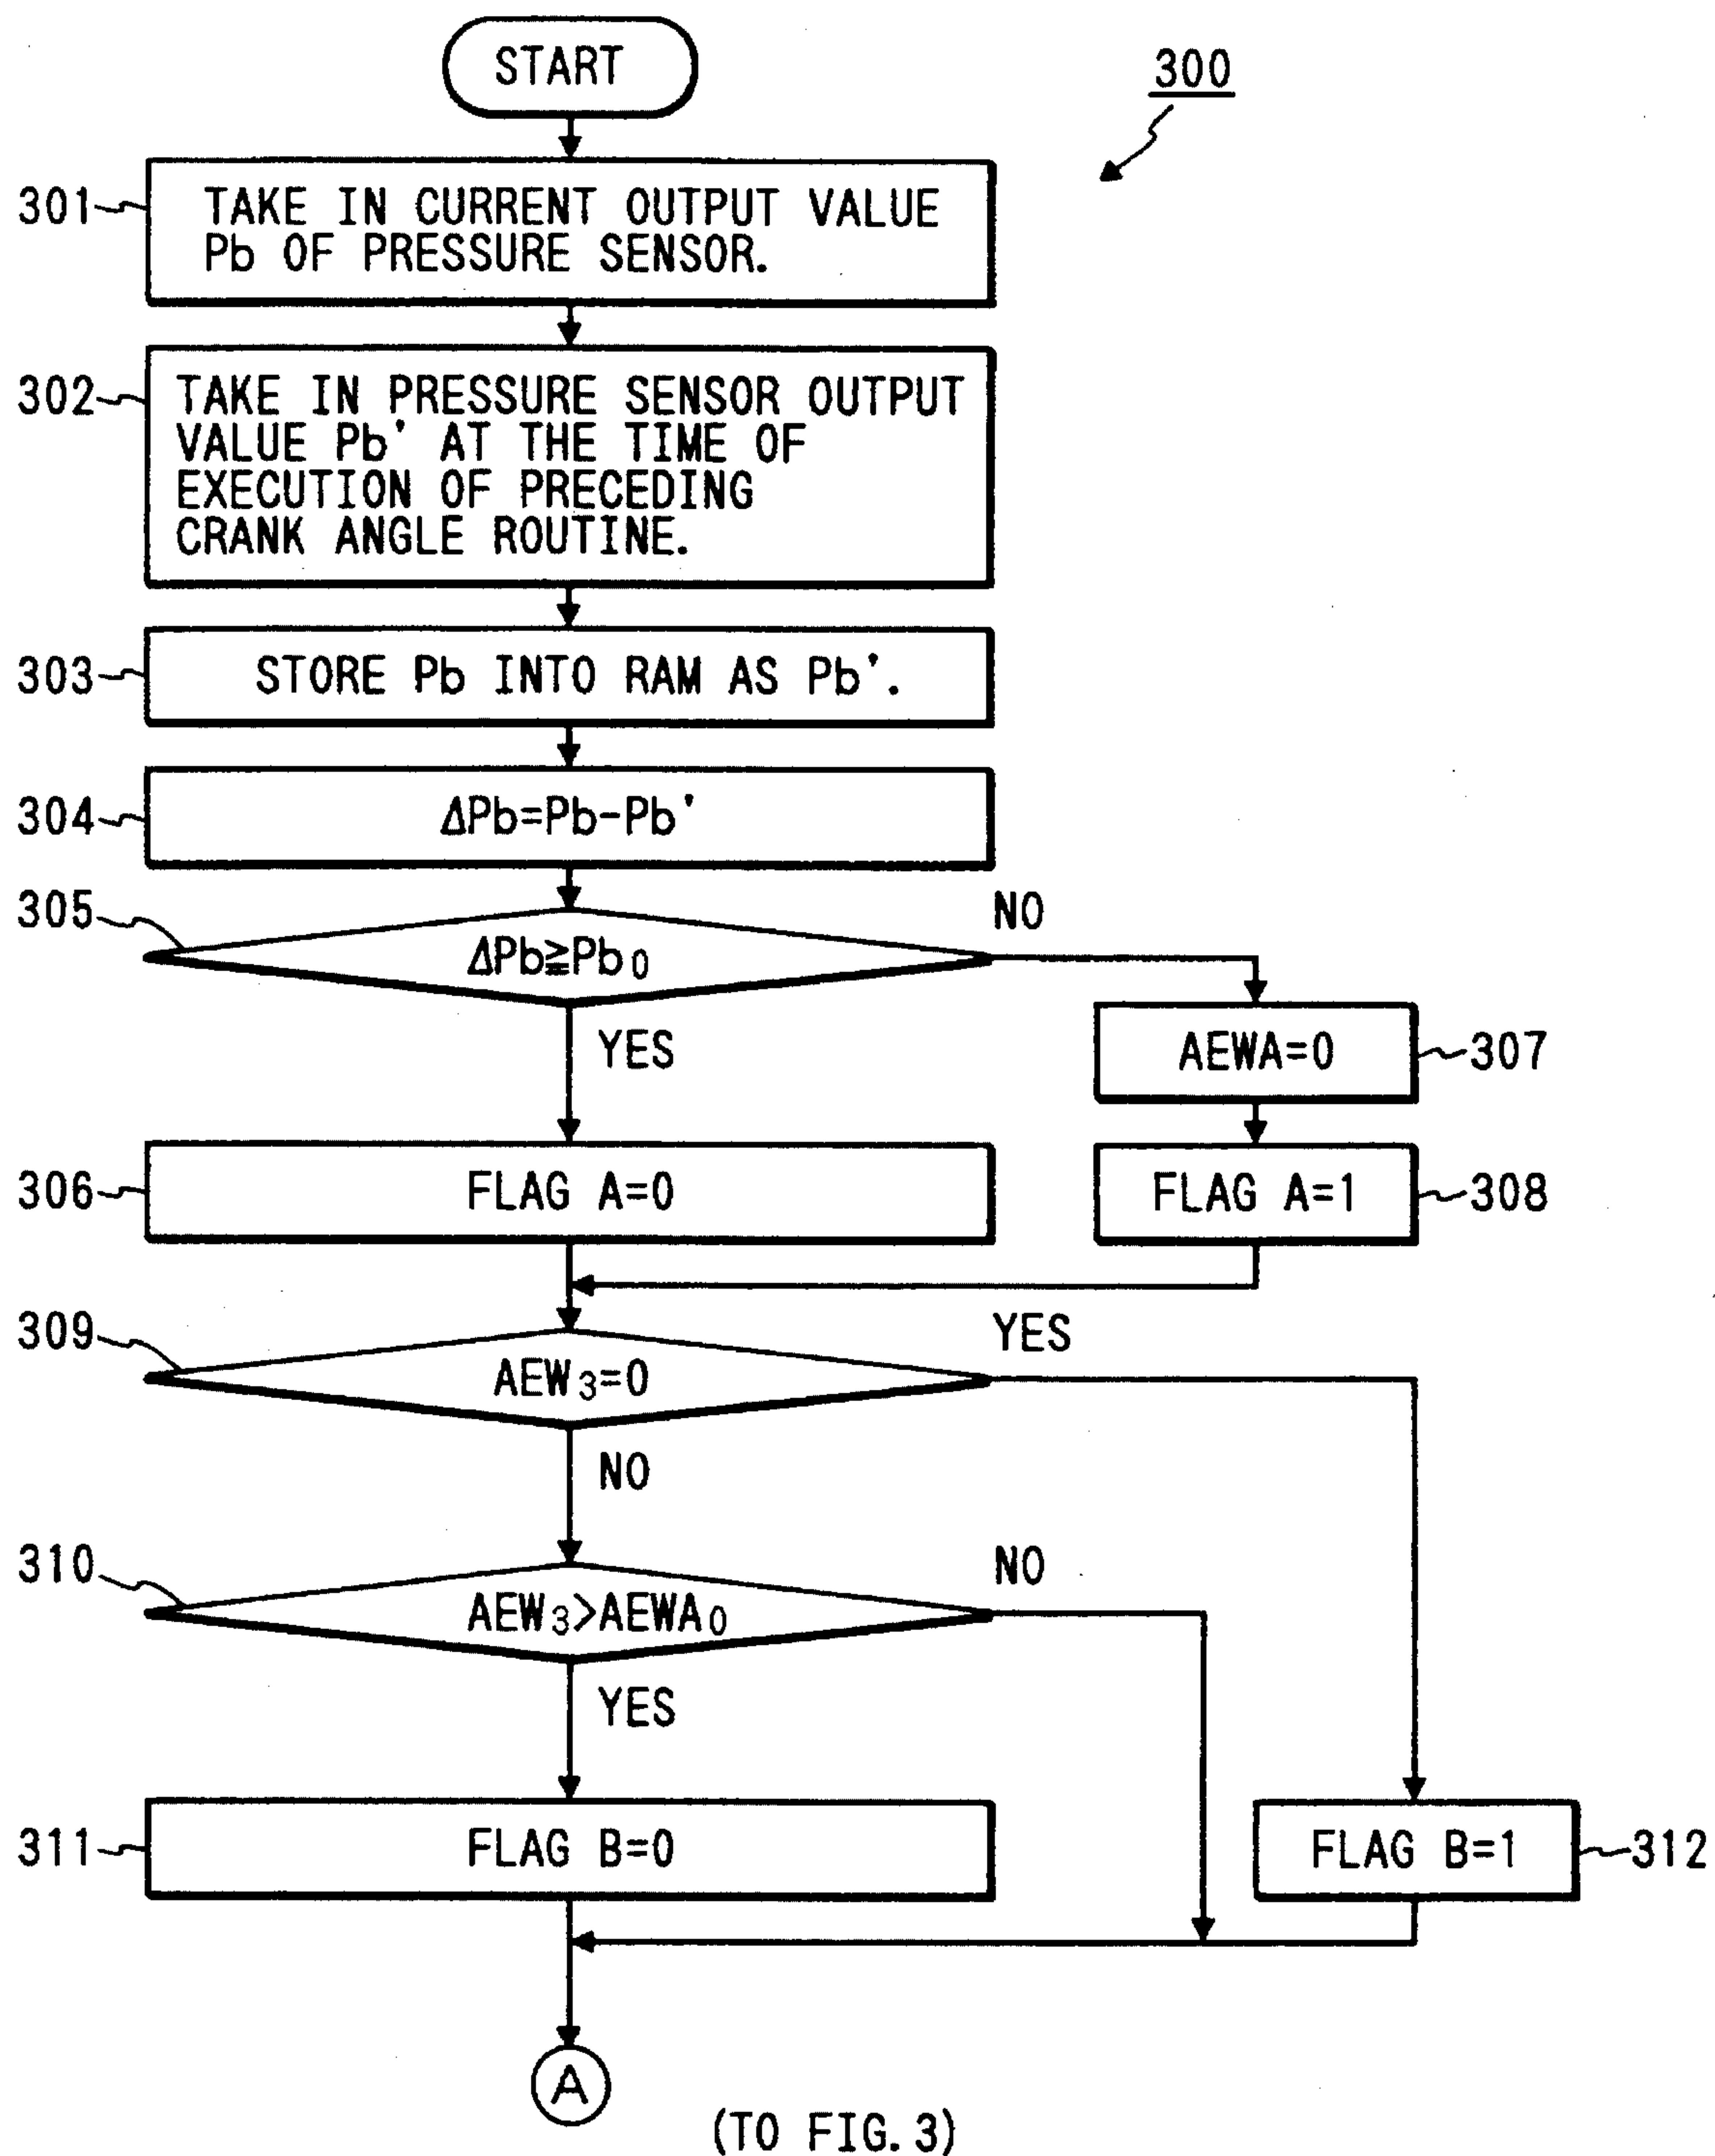 START
300
301
TAKE IN CURRENT OUTPUT VALUE
Pb OF PRESSURE SENSOR.
302
TAKE IN PRESSURE SENSOR OUTPUT
VALUE Pb' AT THE TIME OF
EXECUTION OF PRECEDING
CRANK ANGLE ROUTINE.
303
STORE Pb INTO RAM AS Pb'.
304
ΔPb=Pb-Pb'
305
ΔPb≧Pb₀
NO
YES
AEWA=0
307
306
FLAG A=0
FLAG A=1
308
309
AEW₃=0
YES
NO
310
AEW₃>AEWA₀
NO
YES
311
FLAG B=0
FLAG B=1
312
A
(TO FIG.3)